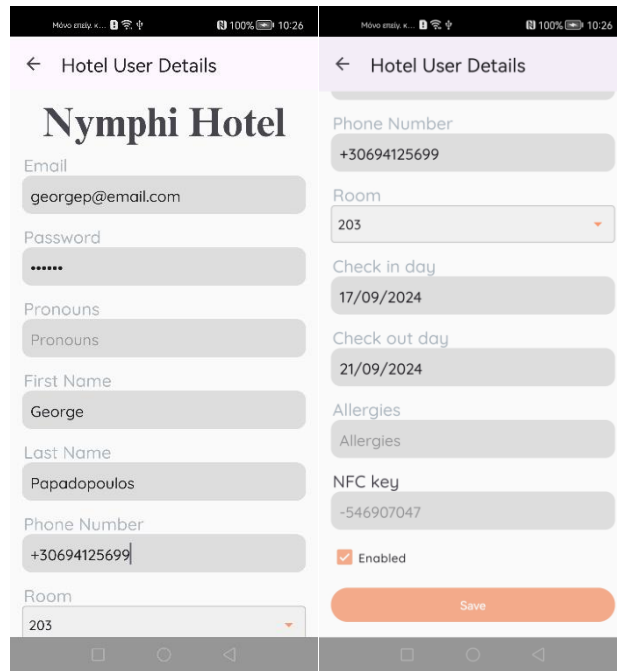 Μόνο επείγ. κ... 100% 10:26
Hotel User Details
Nymphi Hotel
Email
georgep@email.com
Password
••••••
Pronouns
Pronouns
First Name
George
Last Name
Papadopoulos
Phone Number
+30694125699
Room
203
Μόνο επείγ. κ... 100% 10:26
Hotel User Details
Phone Number
+30694125699
Room
203
Check in day
17/09/2024
Check out day
21/09/2024
Allergies
Allergies
NFC key
-546907047
Enabled
Save